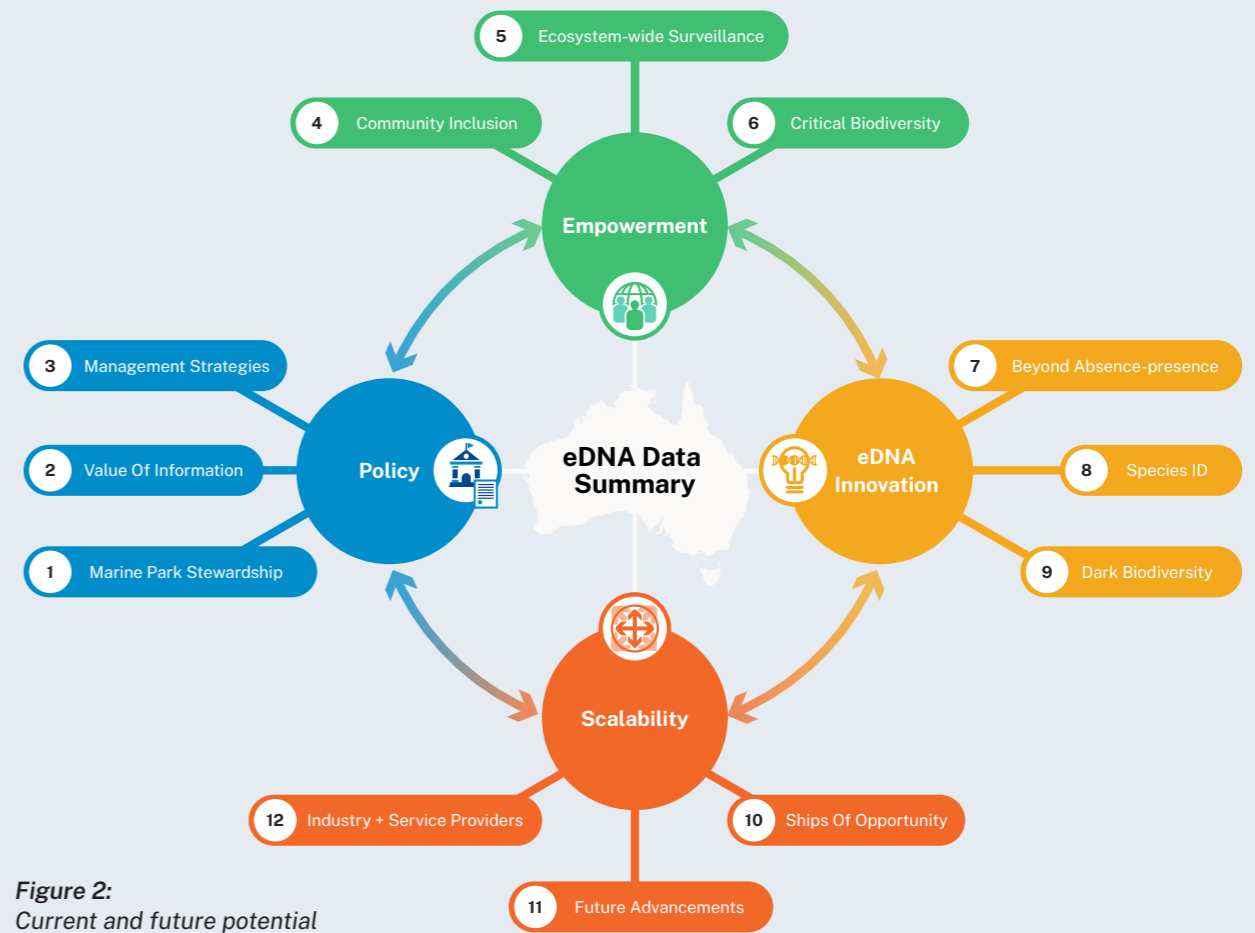 5 Ecosystem-wide Surveillance
4 Community Inclusion
6 Critical Biodiversity
Empowerment
3 Management Strategies
7 Beyond Absence-presence
2 Value Of Information
Policy
eDNA Data
Summary
eDNA
Innovation
8 Species ID
1 Marine Park Stewardship
9 Dark Biodiversity
Scalability
12 Industry + Service Providers
10 Ships Of Opportunity
11 Future Advancements
Figure 2:
Current and future potential